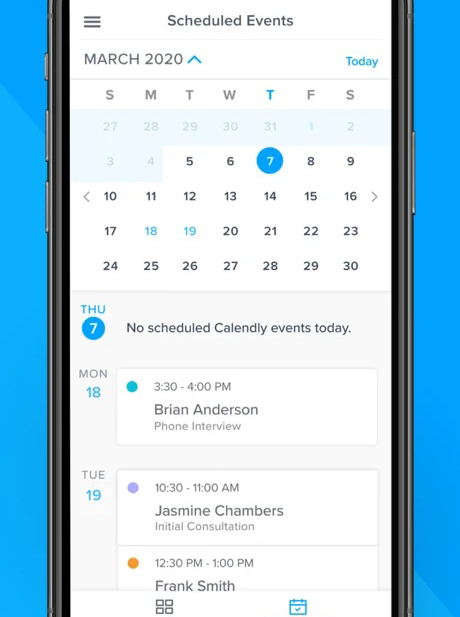 Scheduled Events
MARCH 2020
Today
S M T W T F S
27 28 29 30 31 1 2
3 4 5 6 7 8 9
10 11 12 13 14 15 16
17 18 19 20 21 22 23
24 25 26 27 28 29 30
THU
7
No scheduled Calendly events today.
MON
18
3:30 - 4:00 PM
Brian Anderson
Phone Interview
TUE
19
10:30 - 11:00 AM
Jasmine Chambers
Initial Consultation
12:30 PM - 1:00 PM
Frank Smith